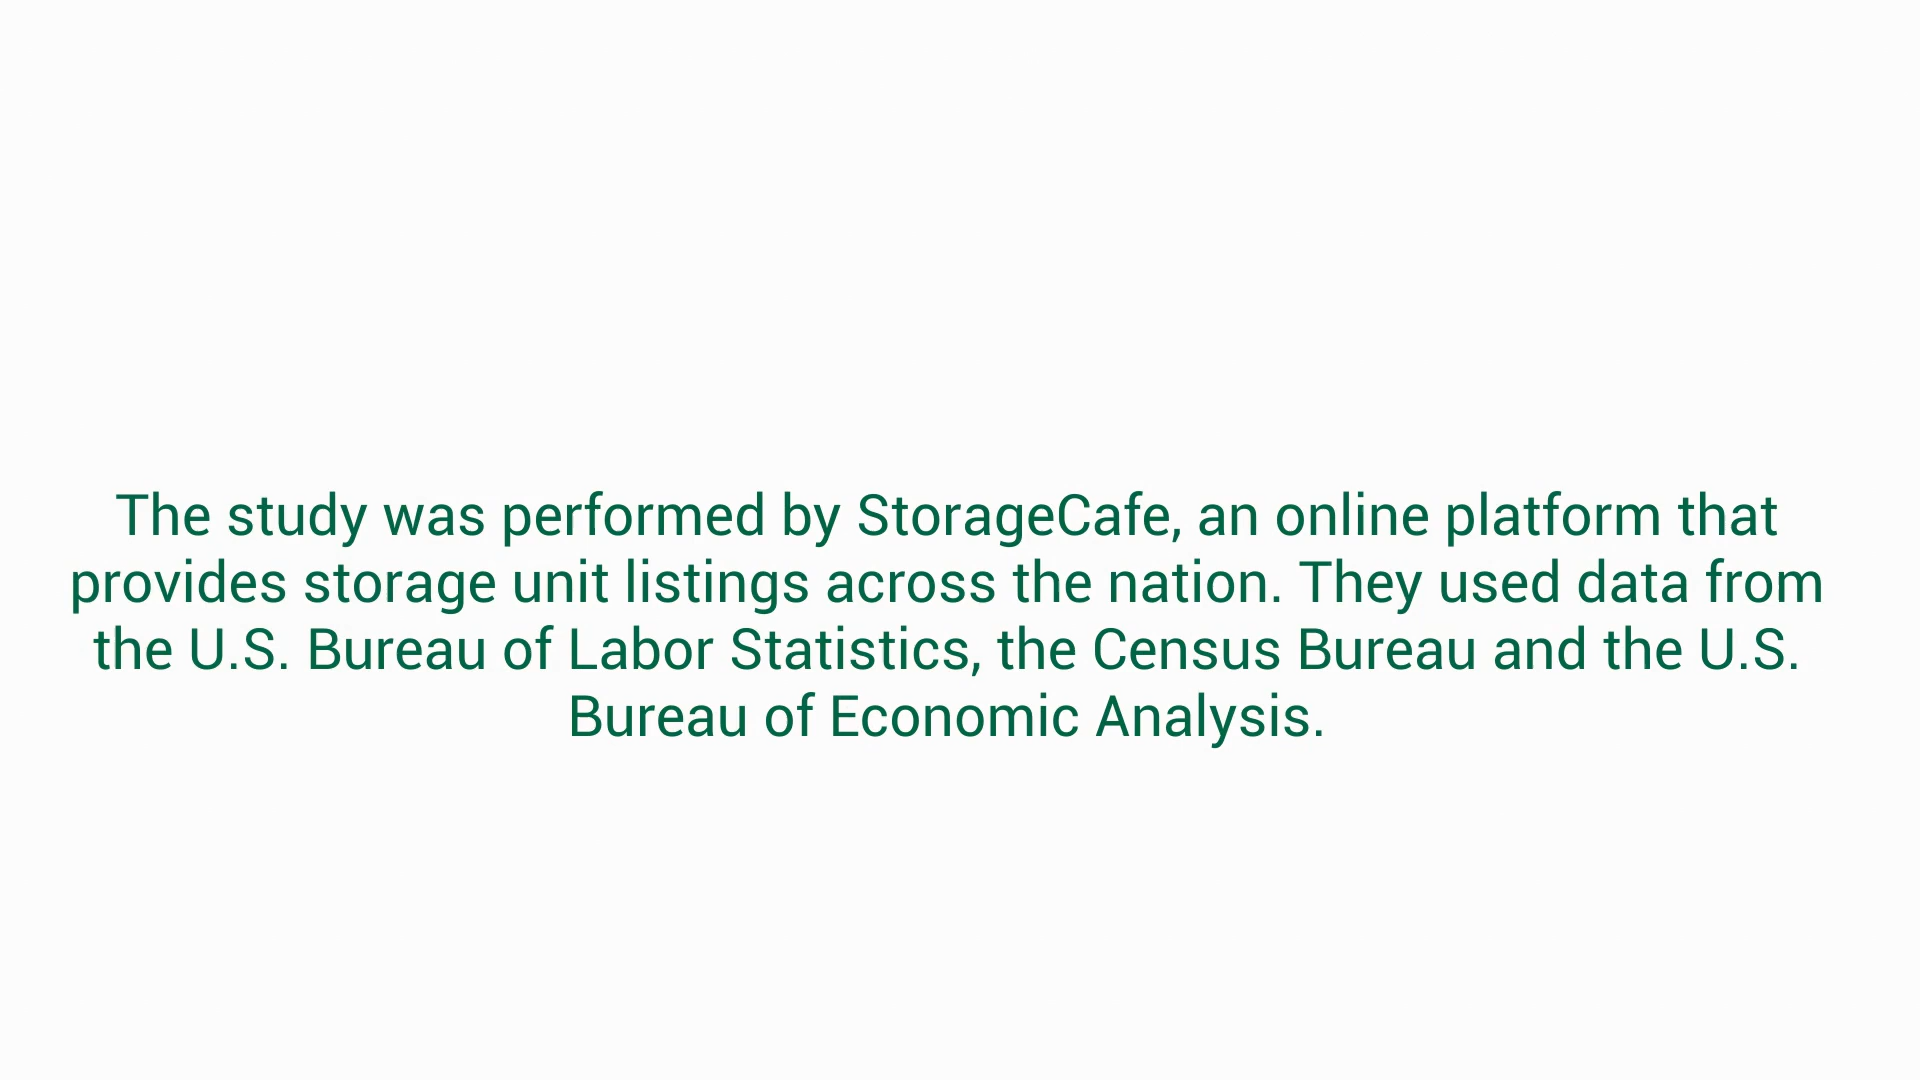 The study was performed by StorageCafe, an online platform that
provides storage unit listings across the nation. They used data from
the U.S. Bureau of Labor Statistics, the Census Bureau and the U.S.
Bureau of Economic Analysis.